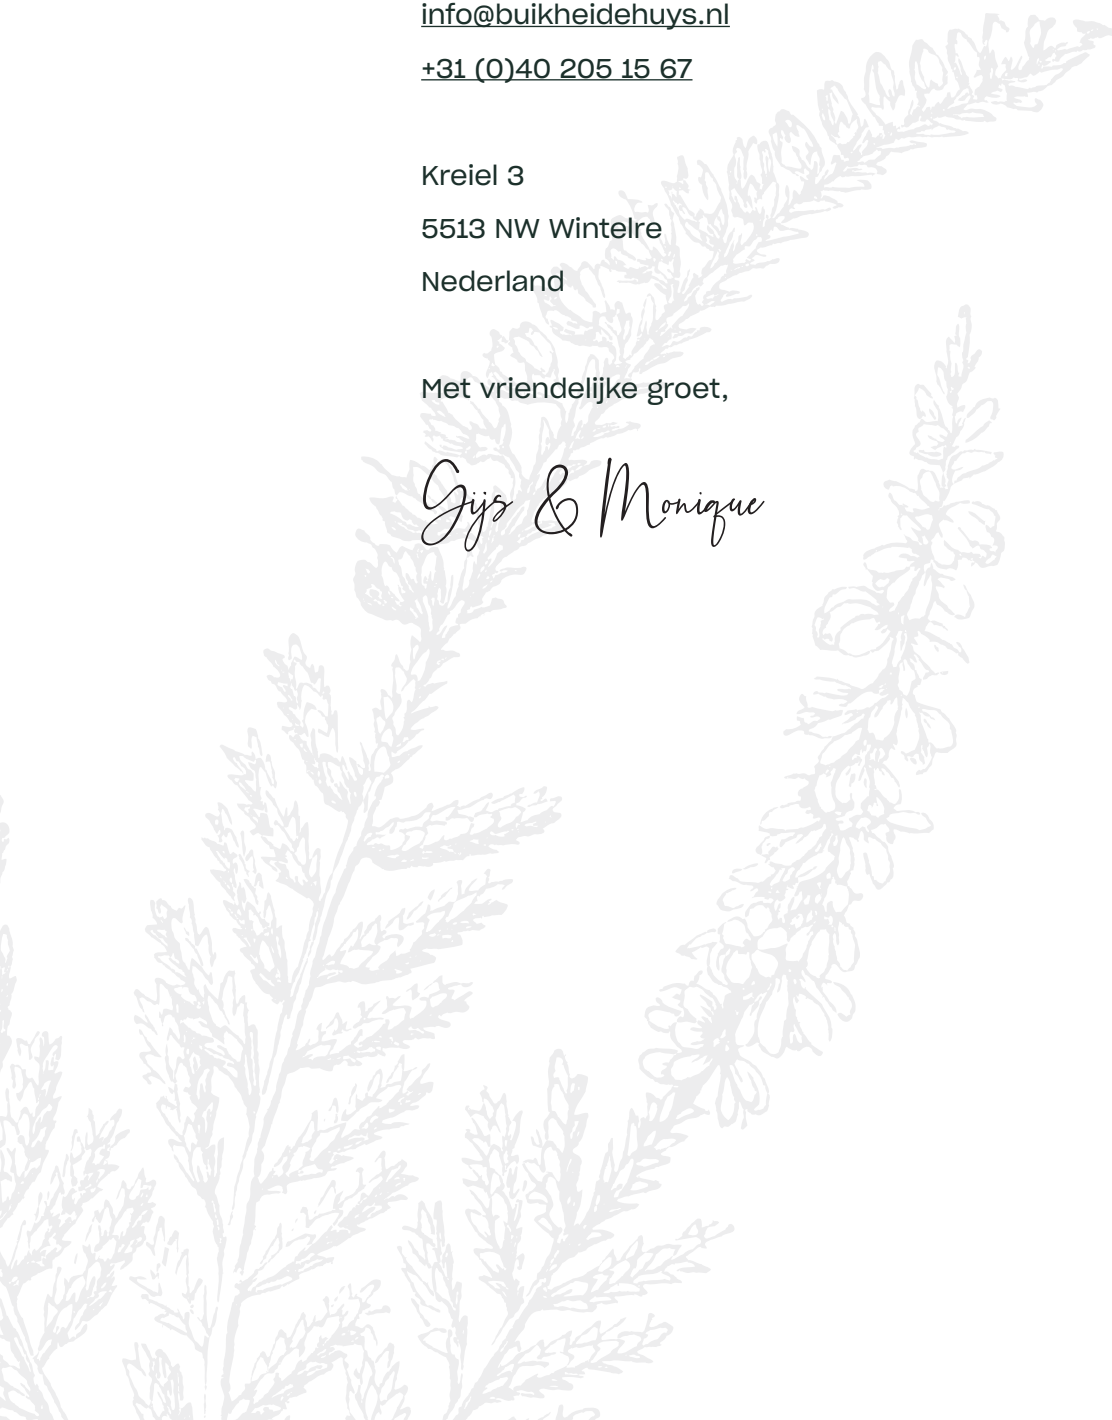 info@buikheidehuys.nl
+31 (0)40 205 15 67
Kreiel 3
5513 NW Wintelre
Nederland
Met vriendelijke groet,
Gijs & Monique